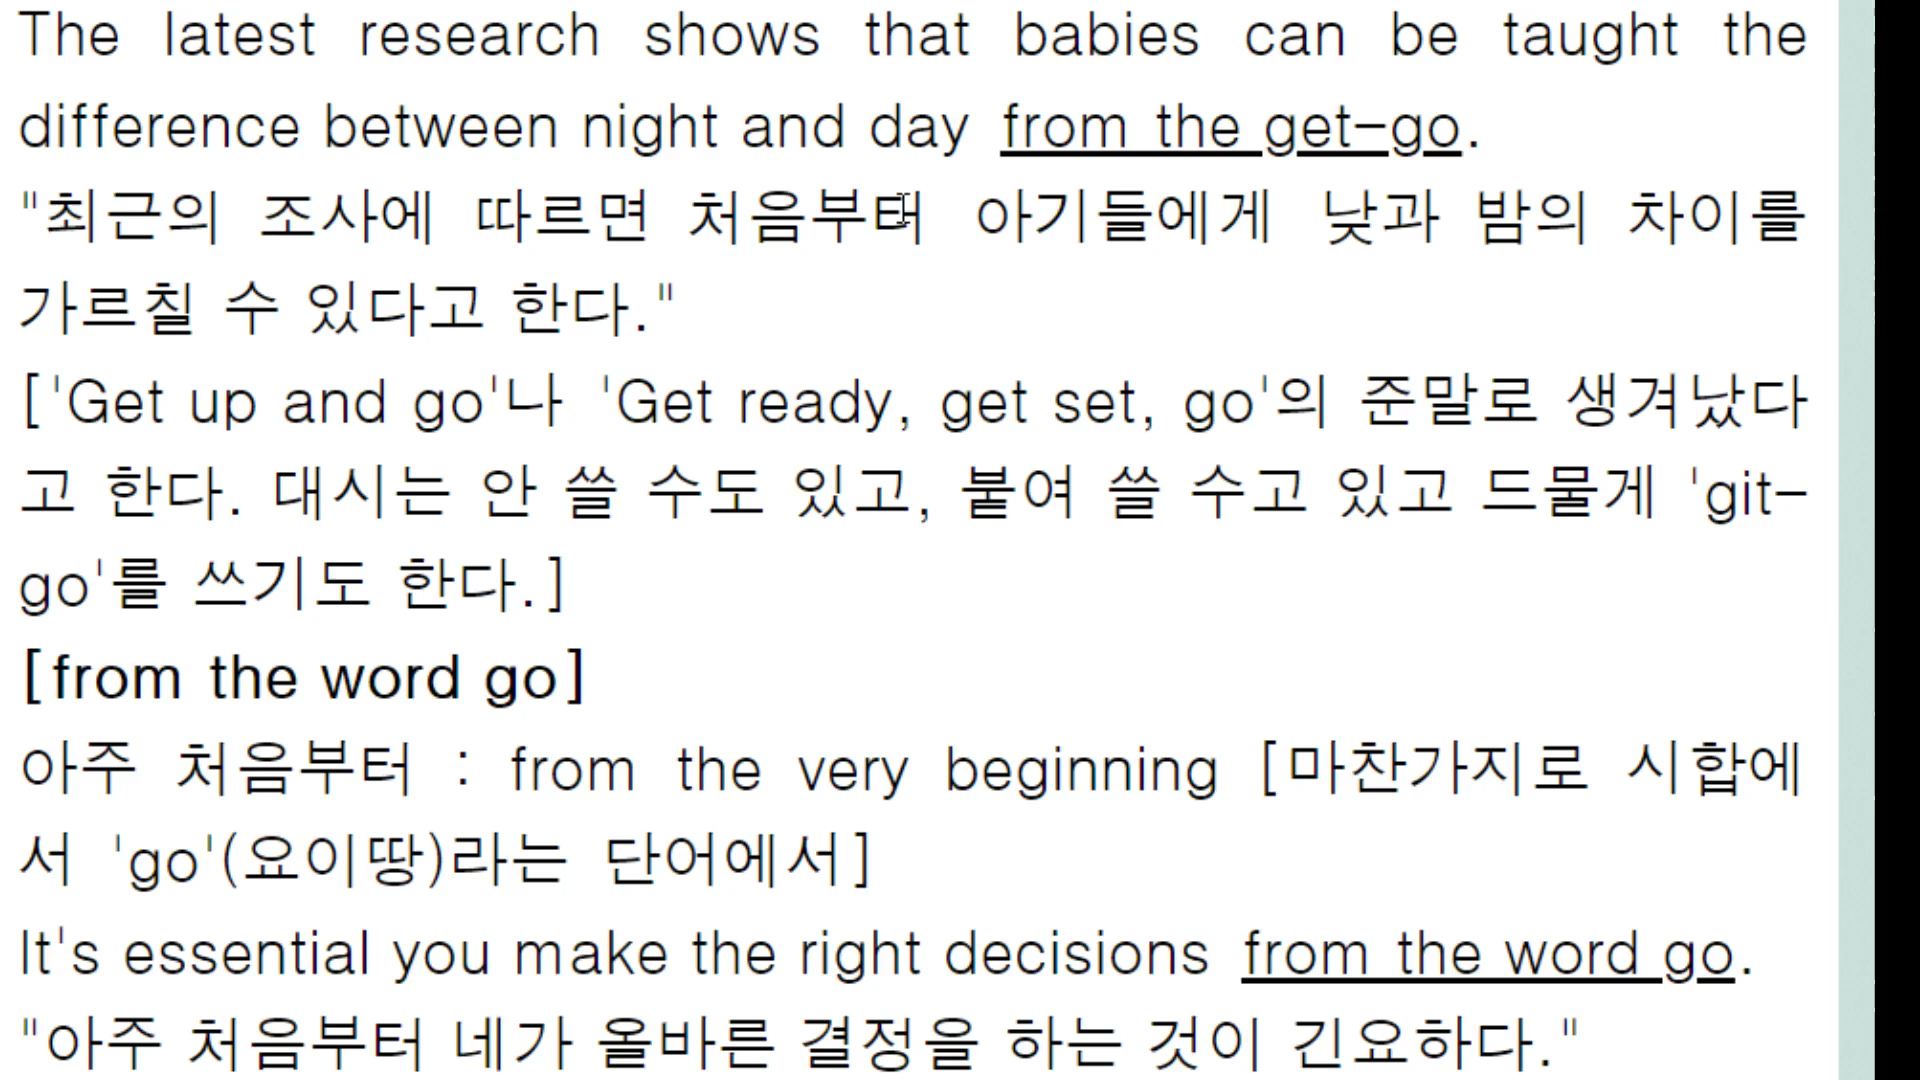 The latest research shows that babies can be taught the
difference between night and day from the get-go.
"최근의 조사에 따르면 처음부터 아기들에게 낮과 밤의 차이를
가르칠 수 있다고 한다."
['Get up and go'나 'Get ready, get set, go'의 준말로 생겨났다
고 한다. 대시는 안 쓸 수도 있고, 붙여 쓸 수고 있고 드물게 'git-
go'를 쓰기도 한다.]
[from the word go]
아주 처음부터 : from the very beginning [마찬가지로 시합에
서 'go'(요이땅)라는 단어에서]
It's essential you make the right decisions from the word go.
"아주 처음부터 네가 올바른 결정을 하는 것이 긴요하다."